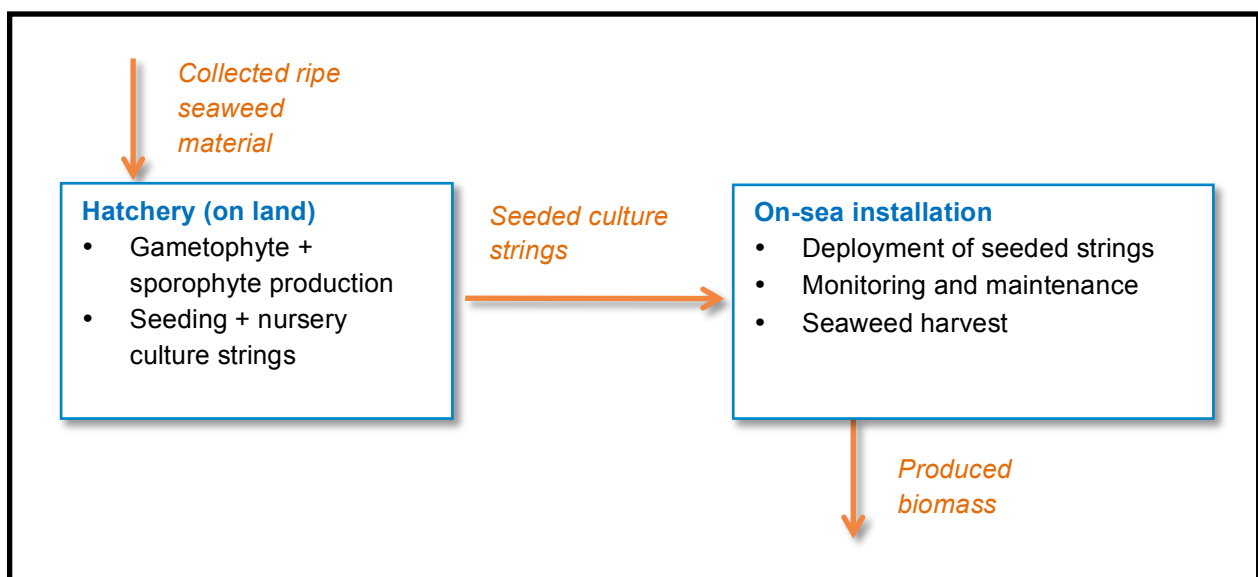 Collected ripe
seaweed
material
Hatchery (on land)
• Gametophyte +
sporophyte production
• Seeding + nursery
culture strings
Seeded culture
strings
On-sea installation
• Deployment of seeded strings
• Monitoring and maintenance
• Seaweed harvest
Produced
biomass